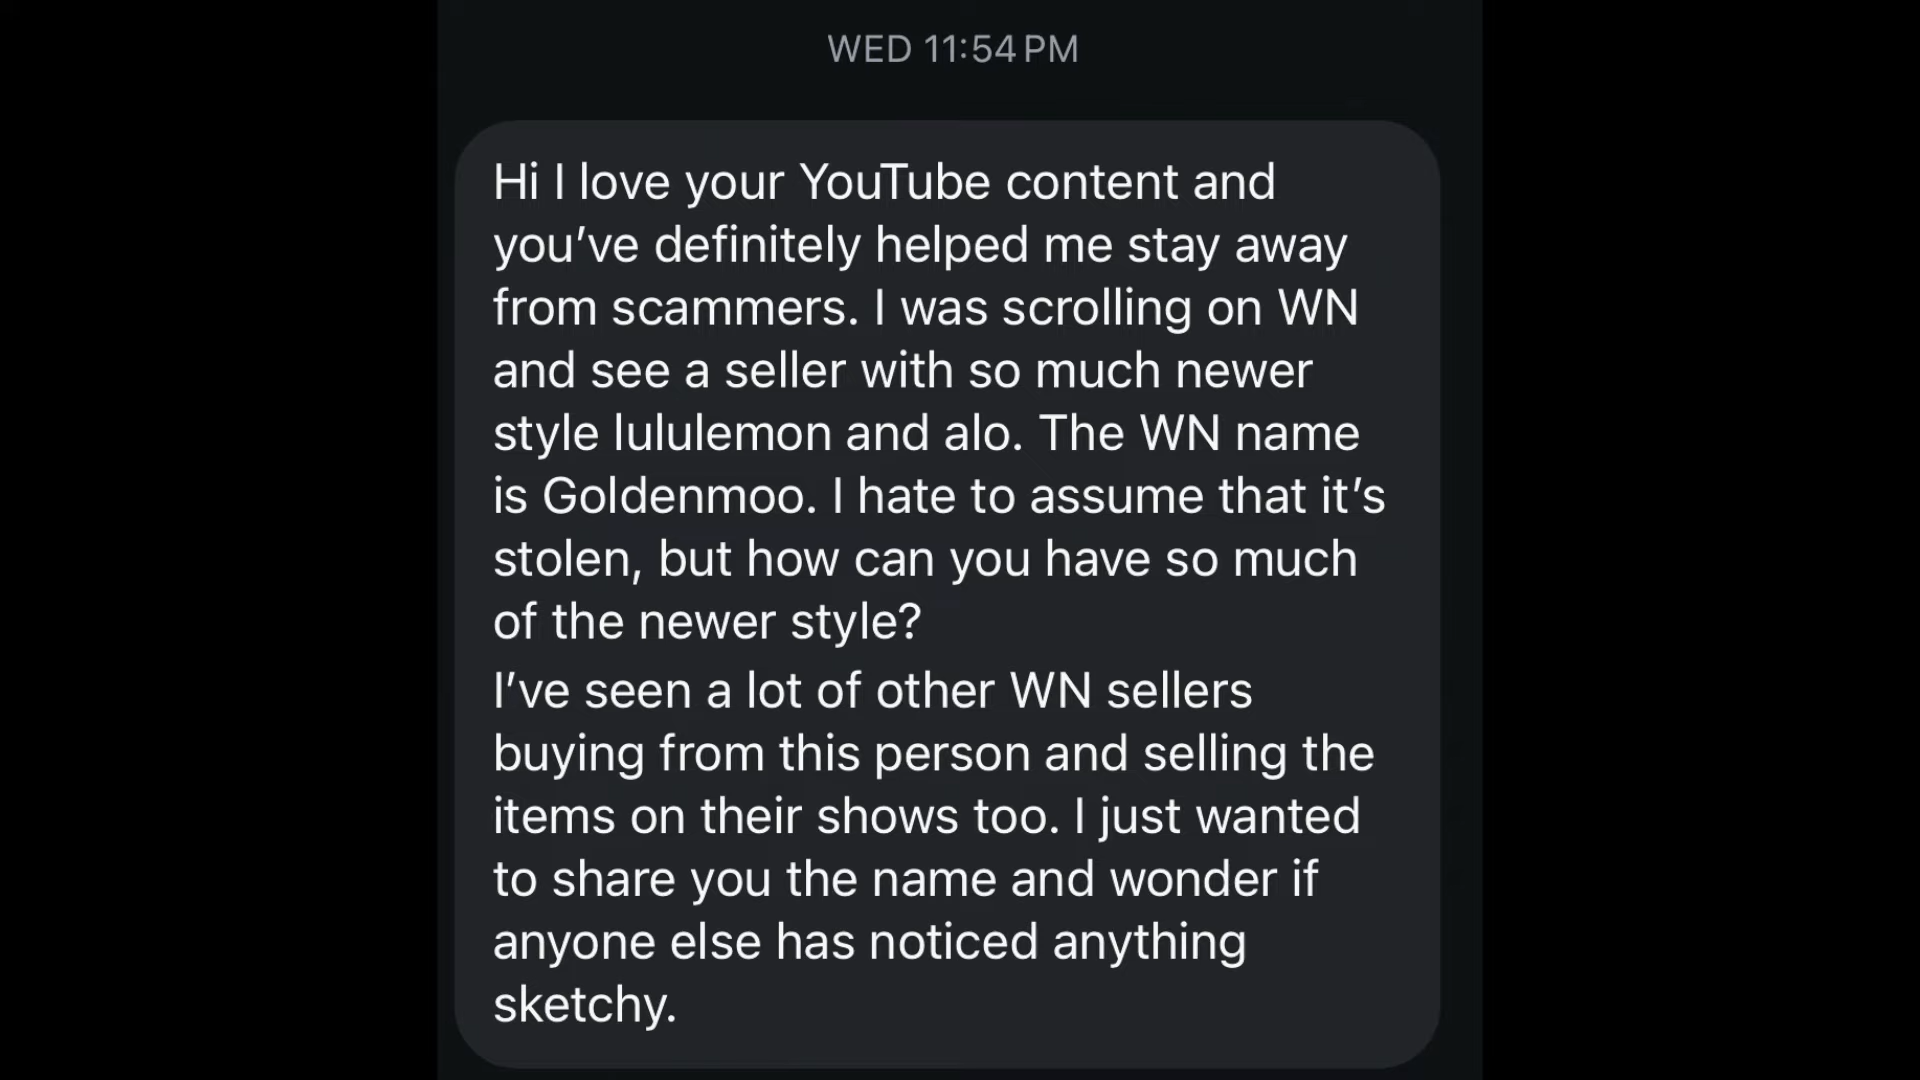 WED 11:54 PM
Hi I love your YouTube content and
you’ve definitely helped me stay away
from scammers. I was scrolling on WN
and see a seller with so much newer
style lululemon and alo. The WN name
is Goldenmoo. I hate to assume that it’s
stolen, but how can you have so much
of the newer style?
I’ve seen a lot of other WN sellers
buying from this person and selling the
items on their shows too. I just wanted
to share you the name and wonder if
anyone else has noticed anything
sketchy.